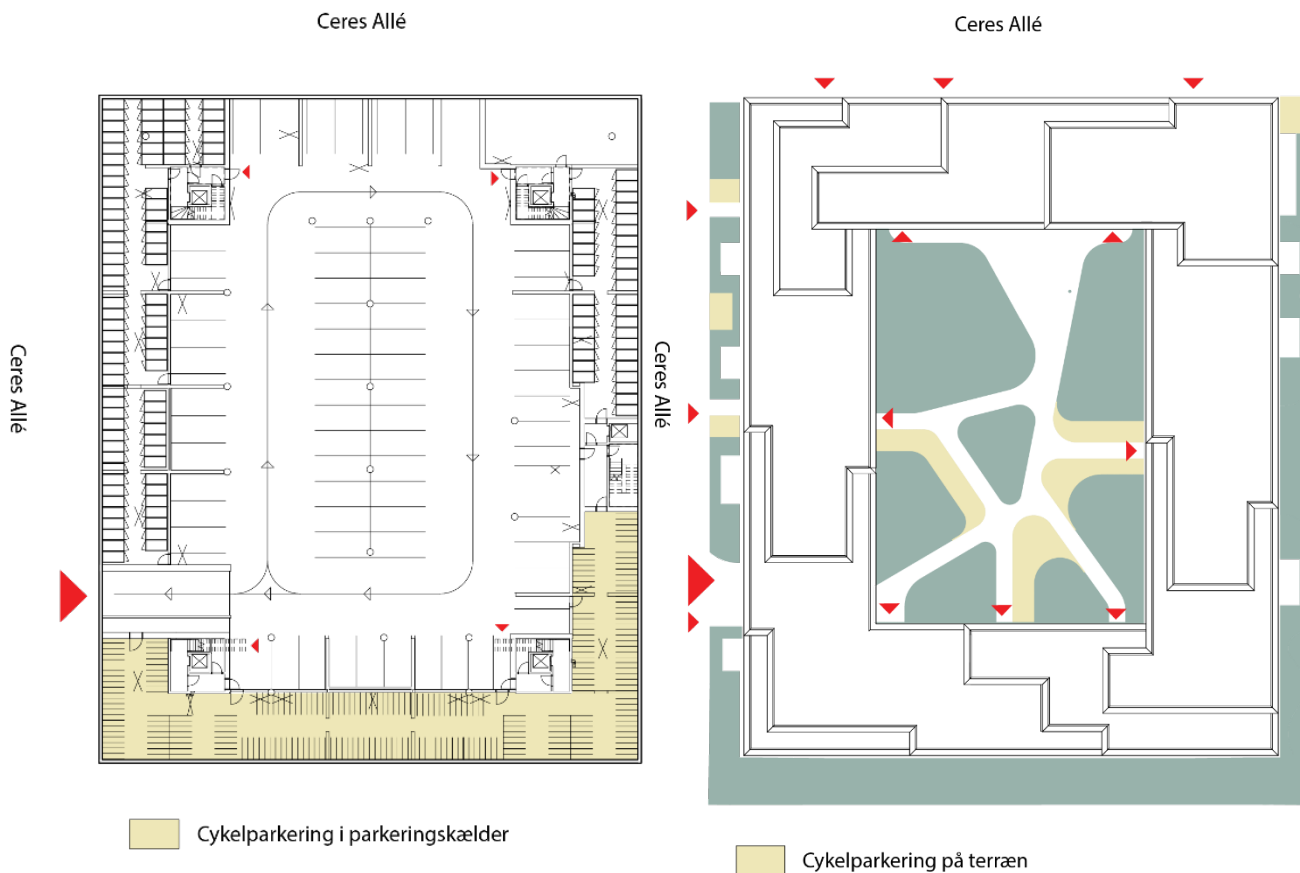 Ceres Allé
Ceres Allé
Ceres Allé
Ceres Allé
Cykelparkering i parkeringskælder
Cykelparkering på terræn